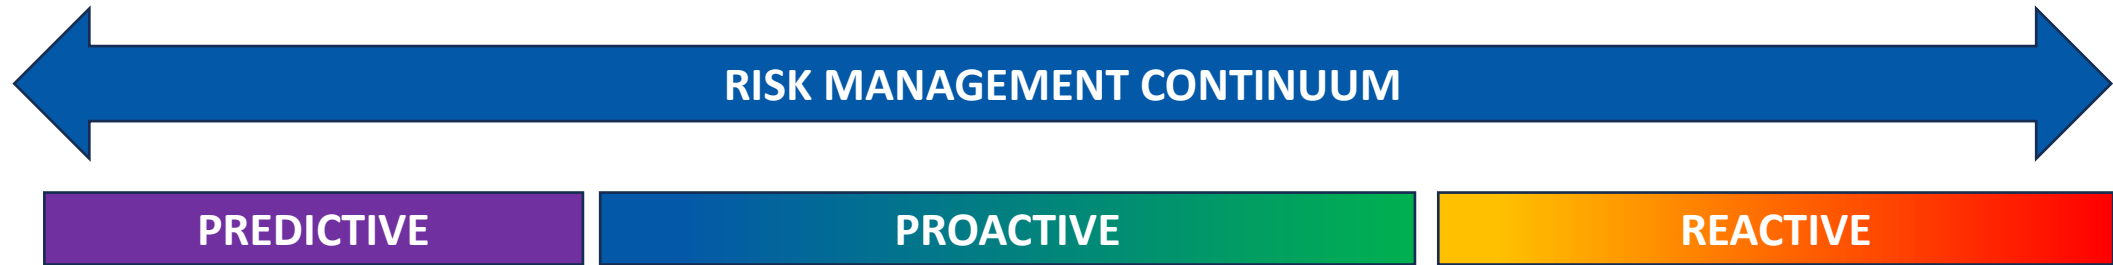 RISK MANAGEMENT CONTINUUM
PREDICTIVE
PROACTIVE
REACTIVE